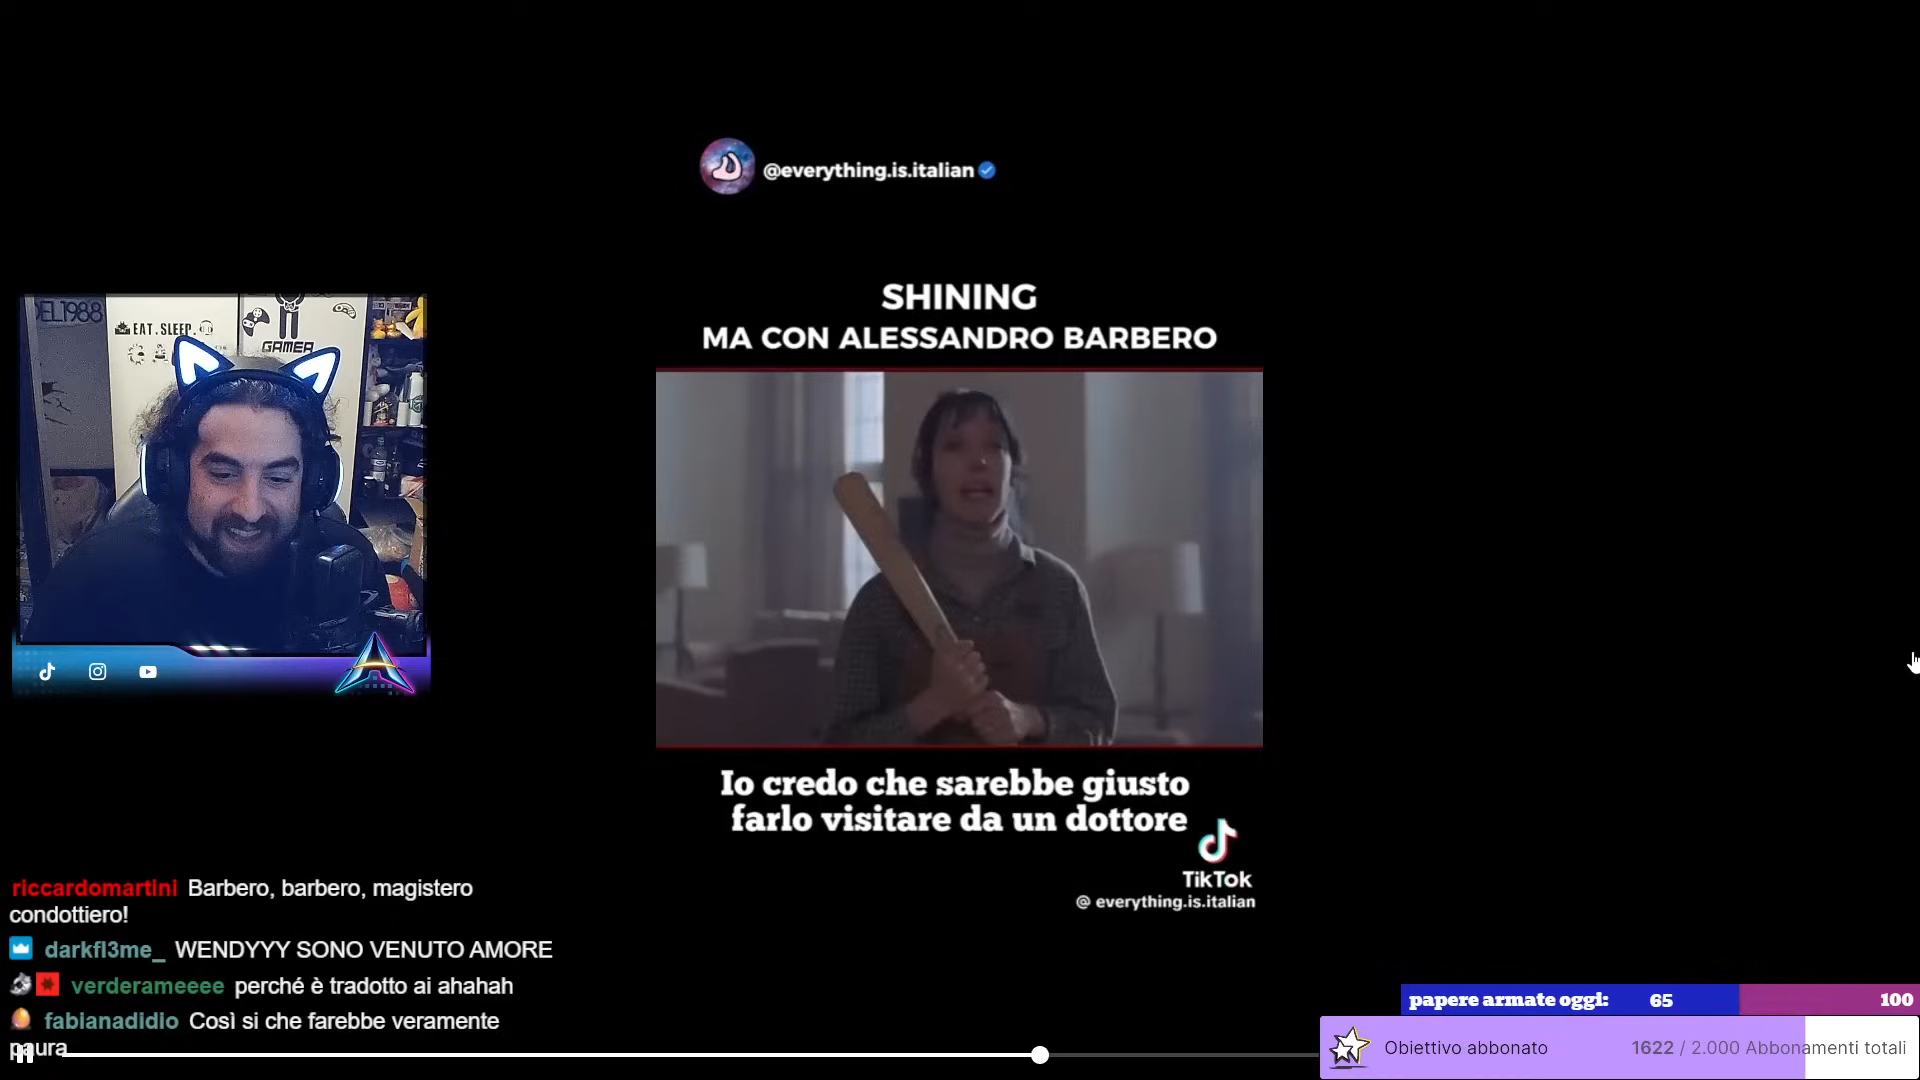 @everything.is.italian
SHINING
MA CON ALESSANDRO BARBERO
EL1988
EAT.SLEEP.
GAMER
Io credo che sarebbe giusto
farlo visitare da un dottore
TikTok
@ everything.is.italian
riccardomartini Barbero, barbero, magistero
condottiero!
darkfl3me_ WENDYYY SONO VENUTO AMORE
verderameeee perché è tradotto ai ahahah
fabianadidio Così si che farebbe veramente
paura
papere armate oggi: 65 100
Obiettivo abbonato 1622 / 2.000 Abbonamenti totali